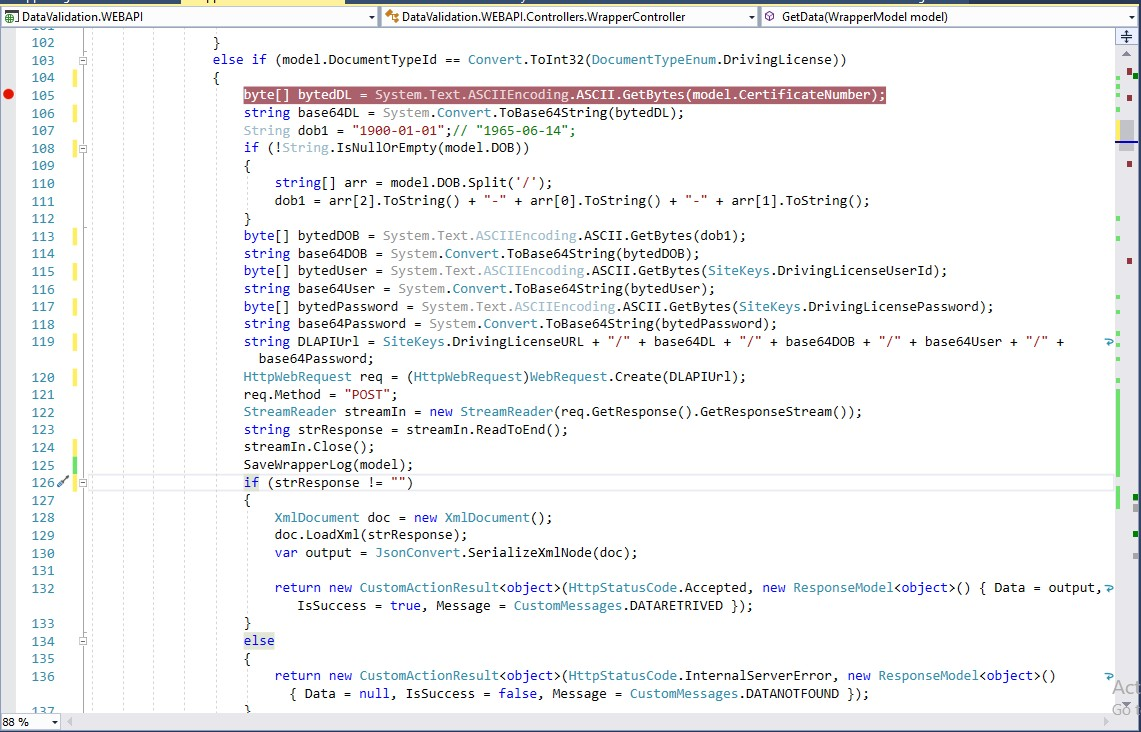 DataValidation.WEBAPI DataValidation.WEBAPI.Controllers.WrapperController GetData(WrapperModel model)
102 }
103 else if (model.DocumentTypeId == Convert.ToInt32(DocumentTypeEnum.DrivingLicense))
104 {
105 byte[] bytedDL = System.Text.ASCIIEncoding.ASCII.GetBytes(model.CertificateNumber);
106 string base64DL = System.Convert.ToBase64String(bytedDL);
107 String dob1 = "1900-01-01";// "1965-06-14";
108 if (!String.IsNullOrEmpty(model.DOB))
109 {
110 string[] arr = model.DOB.Split('/');
111 dob1 = arr[2].ToString() + "-" + arr[0].ToString() + "-" + arr[1].ToString();
112 }
113 byte[] bytedDOB = System.Text.ASCIIEncoding.ASCII.GetBytes(dob1);
114 string base64DOB = System.Convert.ToBase64String(bytedDOB);
115 byte[] bytedUser = System.Text.ASCIIEncoding.ASCII.GetBytes(SiteKeys.DrivingLicenseUserId);
116 string base64User = System.Convert.ToBase64String(bytedUser);
117 byte[] bytedPassword = System.Text.ASCIIEncoding.ASCII.GetBytes(SiteKeys.DrivingLicensePassword);
118 string base64Password = System.Convert.ToBase64String(bytedPassword);
119 string DLAPIUrl = SiteKeys.DrivingLicenseURL + "/" + base64DL + "/" + base64DOB + "/" + base64User + "/" +
base64Password;
120 HttpWebRequest req = (HttpWebRequest)WebRequest.Create(DLAPIUrl);
121 req.Method = "POST";
122 StreamReader streamIn = new StreamReader(req.GetResponse().GetResponseStream());
123 string strResponse = streamIn.ReadToEnd();
124 streamIn.Close();
125 SaveWrapperLog(model);
126 if (strResponse != "")
127 {
128 XmlDocument doc = new XmlDocument();
129 doc.LoadXml(strResponse);
130 var output = JsonConvert.SerializeXmlNode(doc);
131
132 return new CustomActionResult<object>(HttpStatusCode.Accepted, new ResponseModel<object>() { Data = output,
IsSuccess = true, Message = CustomMessages.DATARETRIVED });
133 }
134 else
135 {
136 return new CustomActionResult<object>(HttpStatusCode.InternalServerError, new ResponseModel<object>()
{ Data = null, IsSuccess = false, Message = CustomMessages.DATANOTFOUND });
137 }
88 %